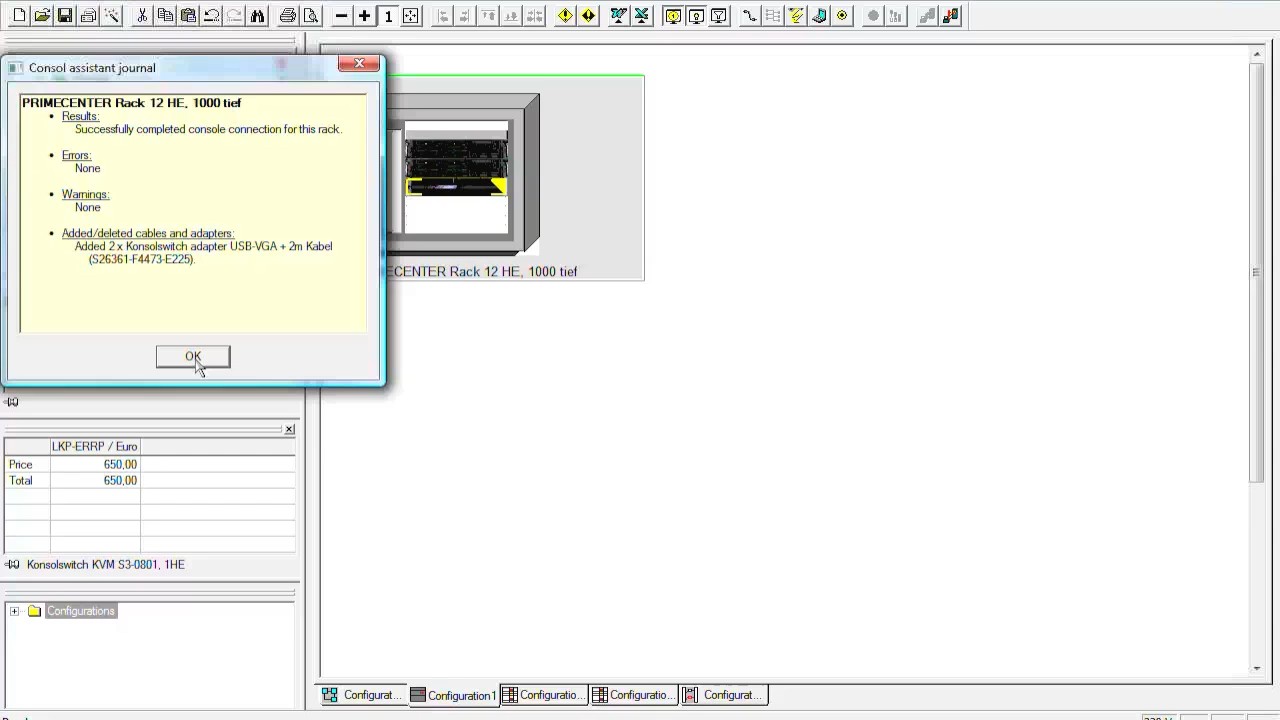 1
Consol assistant journal
PRIMECENTER Rack 12 HE, 1000 tief
Results:
Successfully completed console connection for this rack.
Errors:
None
Warnings:
None
Added/deleted cables and adapters:
Added 2 x Konsolswitch adapter USB-VGA + 2m Kabel
(S26361-F4473-E225).
OK
ECENTER Rack 12 HE, 1000 tief
LKP-ERRP / Euro
Price 650,00
Total 650,00
Konsolswitch KVM S3-0801, 1HE
Configurations
Configurat... Configuration1 Configuratio... Configuratio... Configurat...